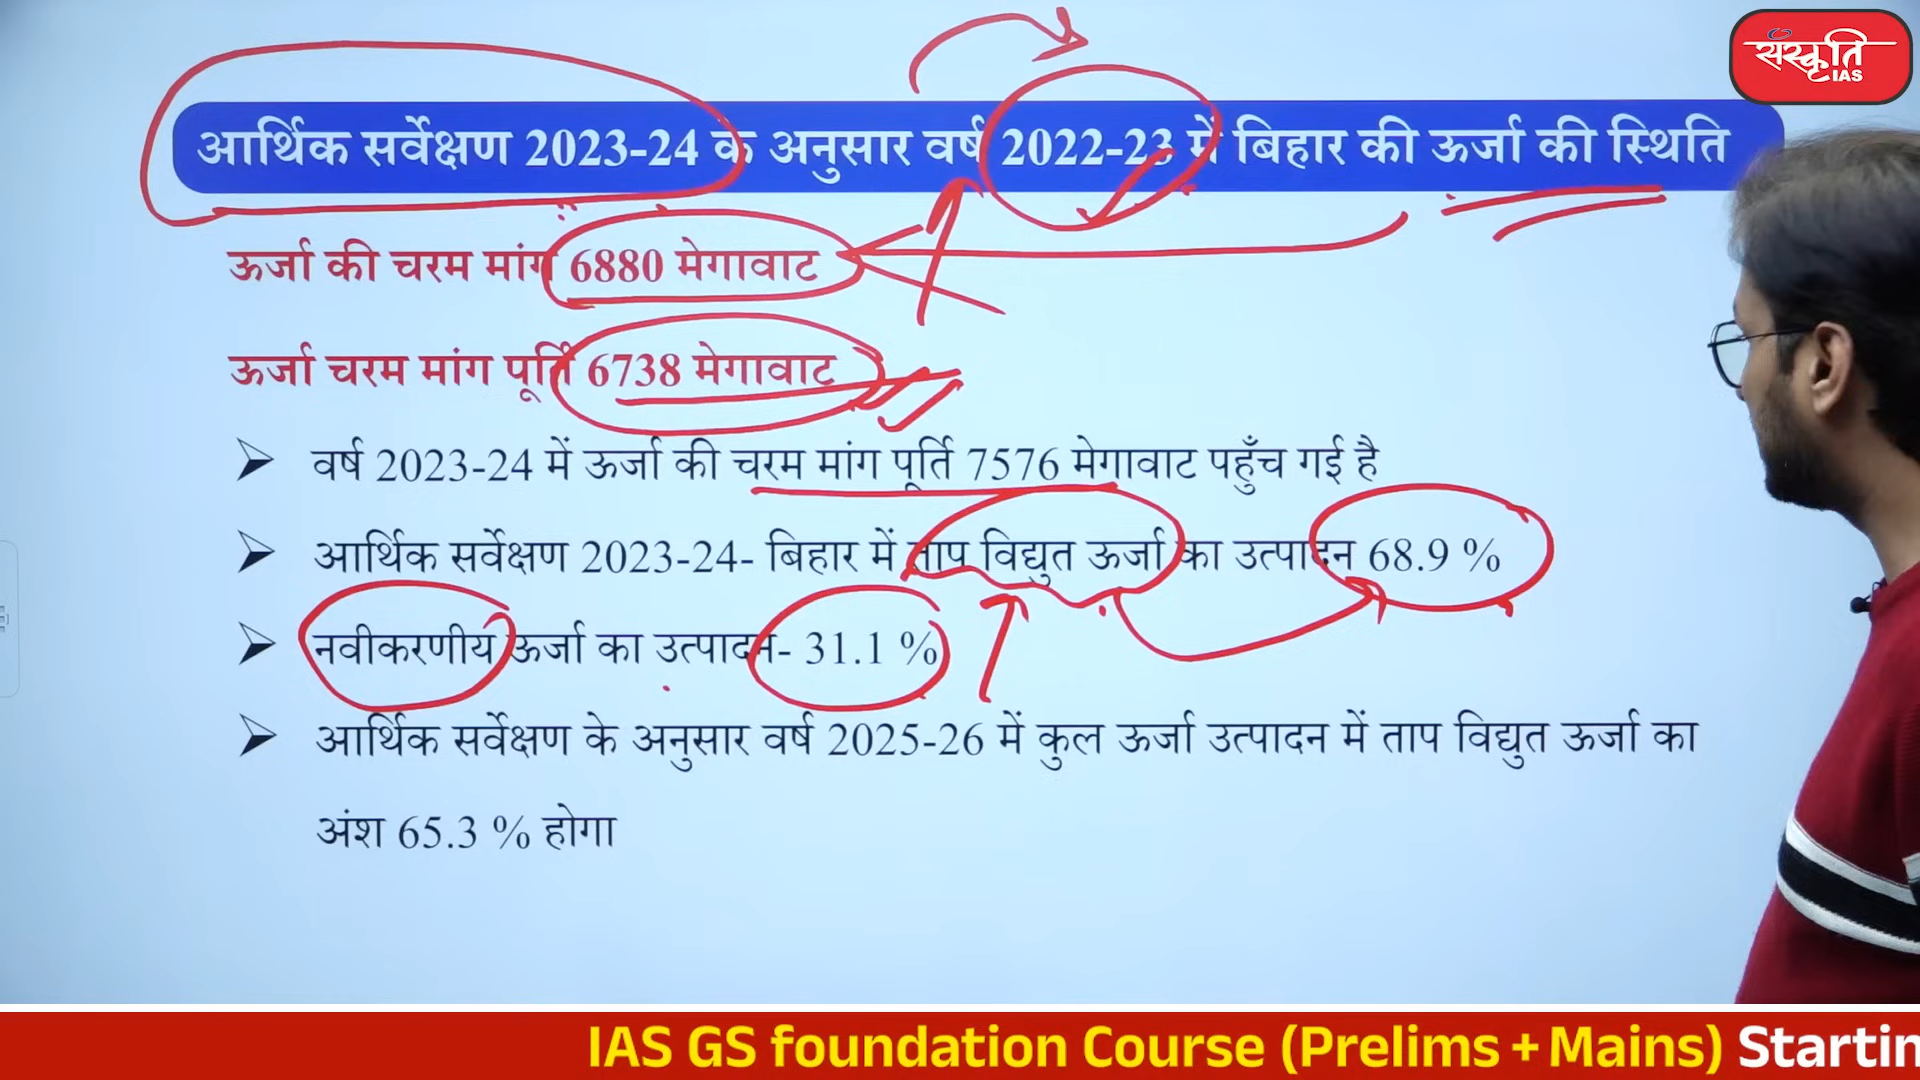 संस्कृति
IAS
आर्थिक सर्वेक्षण 2023-24 के अनुसार वर्ष 2022-23 में बिहार की ऊर्जा की स्थिति
ऊर्जा की चरम मांग 6880 मेगावाट
ऊर्जा चरम मांग पूर्ति 6738 मेगावाट
वर्ष 2023-24 में ऊर्जा की चरम मांग पूर्ति 7576 मेगावाट पहुँच गई है
आर्थिक सर्वेक्षण 2023-24- बिहार में ताप विद्युत ऊर्जा का उत्पादन 68.9 %
नवीकरणीय ऊर्जा का उत्पादन- 31.1 %
आर्थिक सर्वेक्षण के अनुसार वर्ष 2025-26 में कुल ऊर्जा उत्पादन में ताप विद्युत ऊर्जा का
अंश 65.3 % होगा
IAS GS foundation Course (Prelims + Mains) Startin